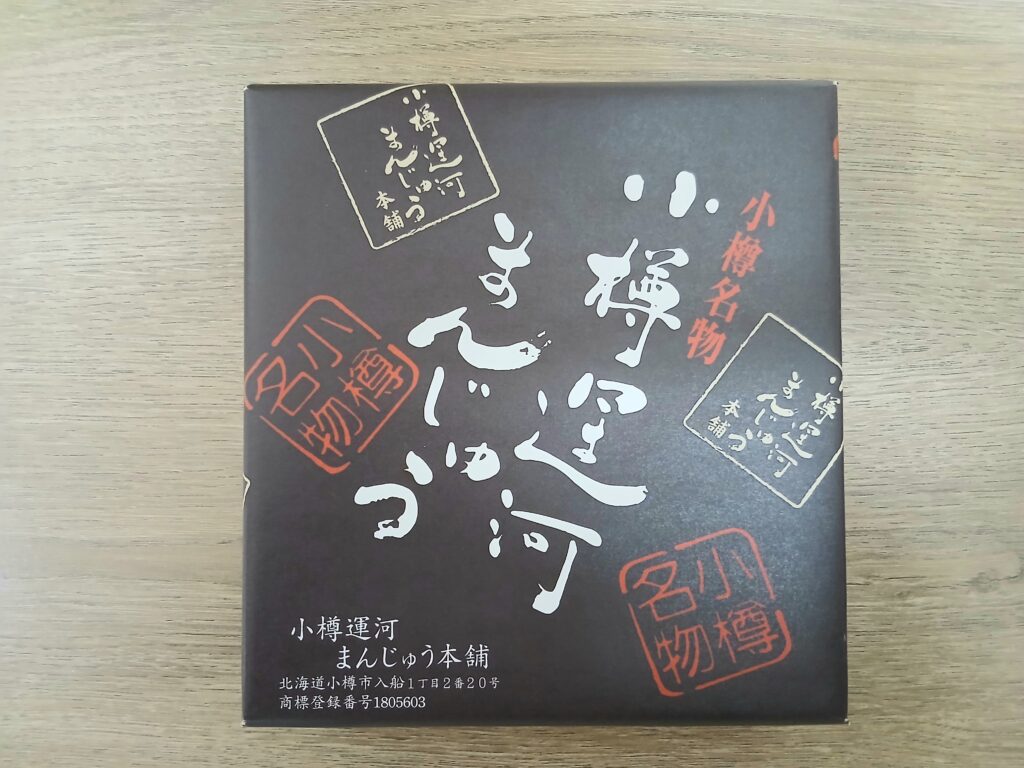 小樽運河
まんじゅう
本舗
小樽名物
小樽運河
まんじゅう
小樽
名物
小樽運河
まんじゅう
本舗
小樽
名物
小樽運河
まんじゅう本舗
北海道小樽市入船1丁目2番20号
商標登録番号1805603